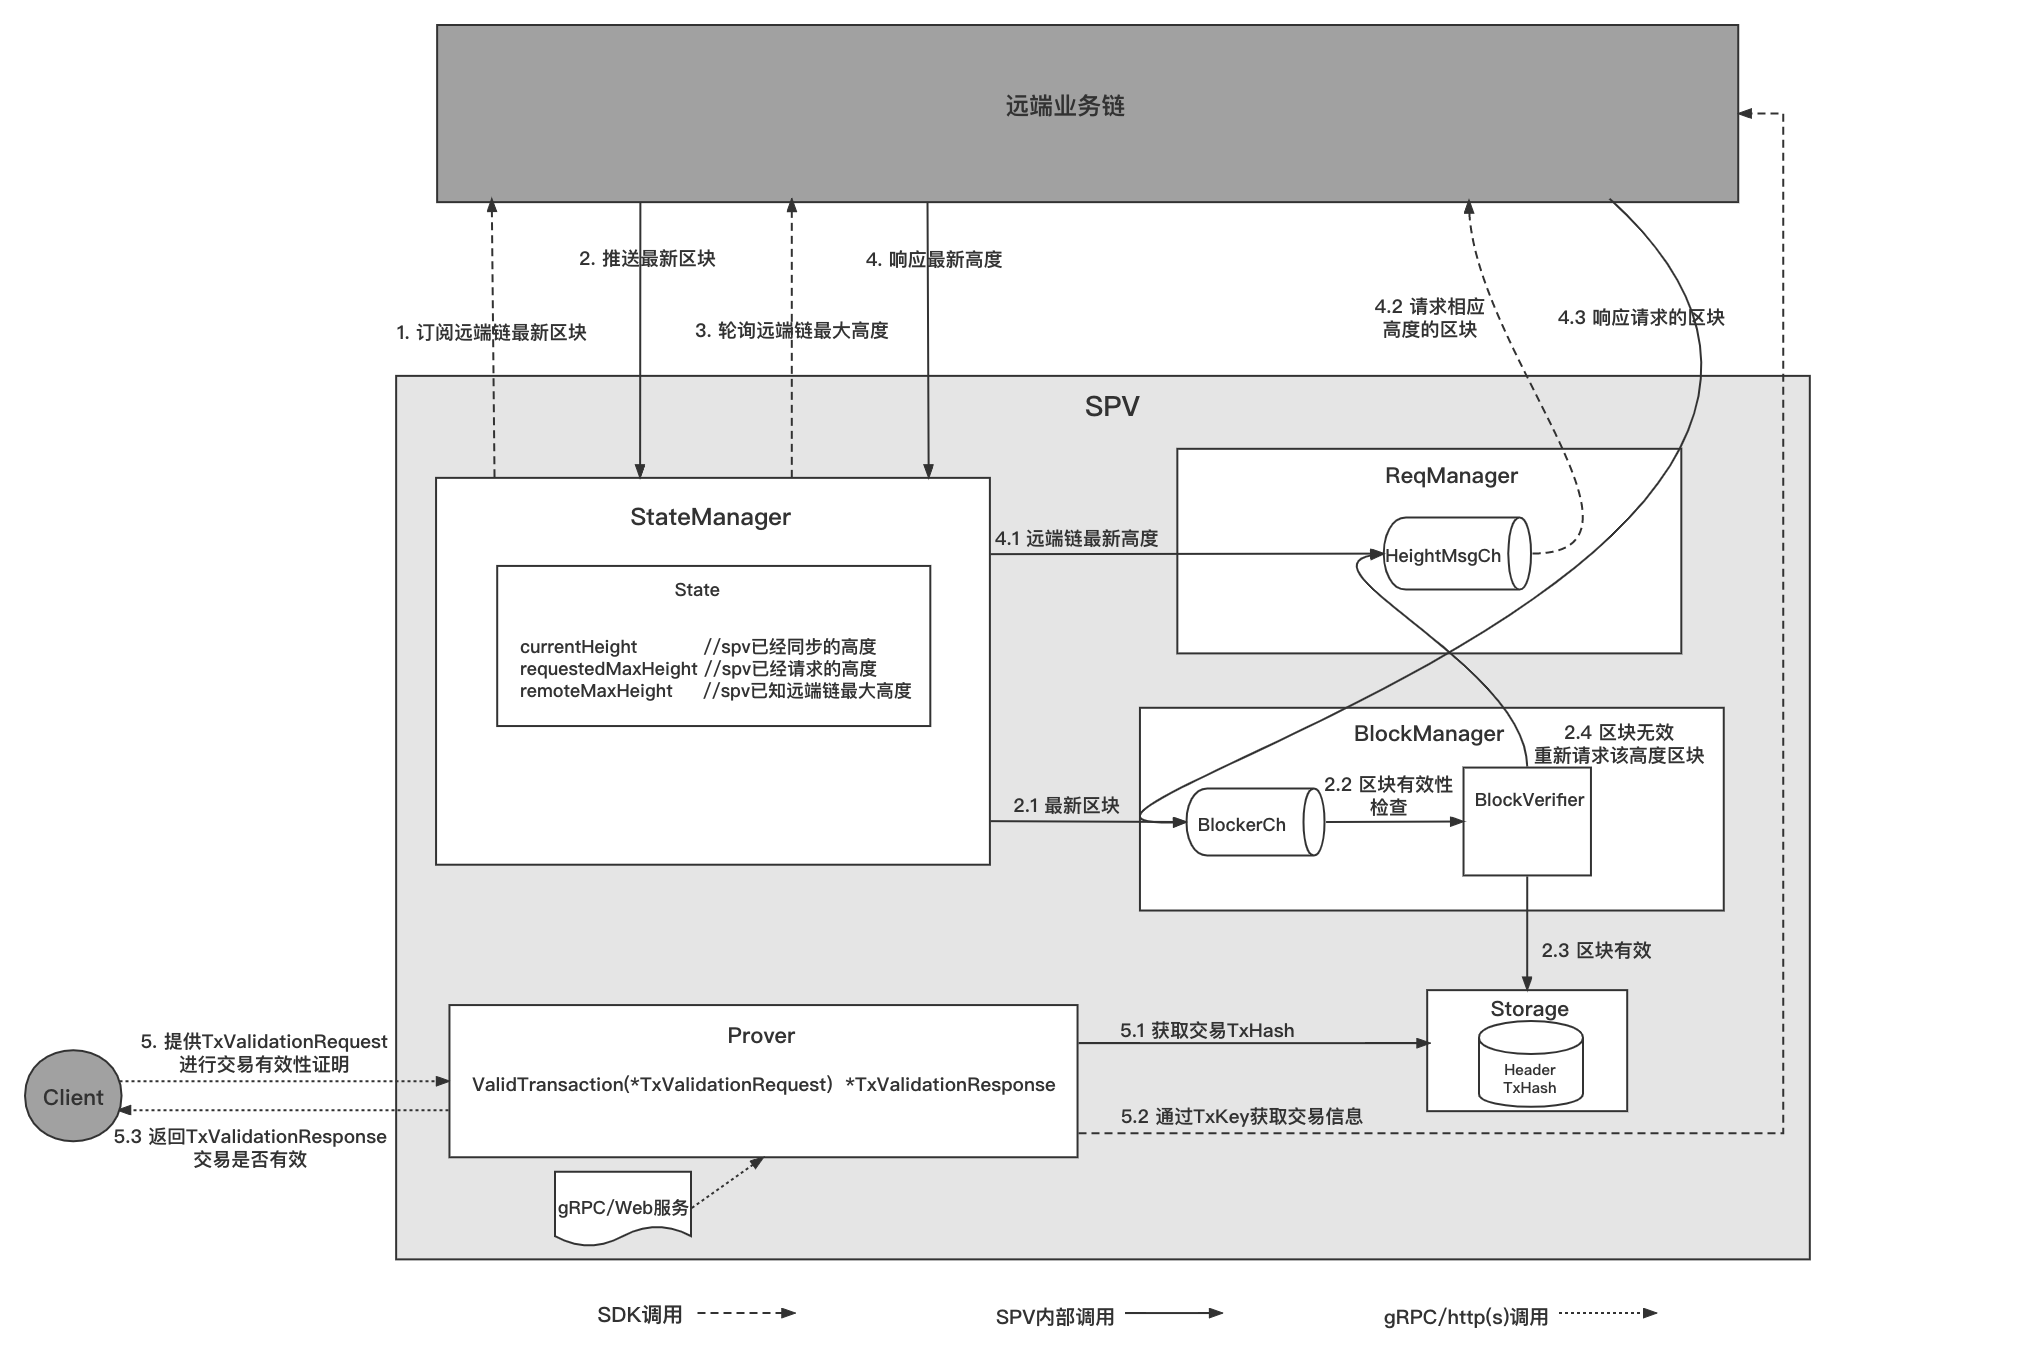 远端业务链
2. 推送最新区块
4. 响应最新高度
1. 订阅远端链最新区块
3. 轮询远端链最大高度
4.2 请求相应
高度的区块
4.3 响应请求的区块
SPV
StateManager
State
currentHeight //spv已经同步的高度
requestedMaxHeight //spv已经请求的高度
remoteMaxHeight //spv已知远端链最大高度
4.1 远端链最新高度
ReqManager
HeightMsgCh
2.1 最新区块
BlockManager
BlockerCh
2.2 区块有效性
检查
2.4 区块无效
重新请求该高度区块
BlockVerifier
2.3 区块有效
Storage
Header
TxHash
Client
5. 提供TxValidationRequest
进行交易有效性证明
5.3 返回TxValidationResponse
交易是否有效
Prover
ValidTransaction(*TxValidationRequest) *TxValidationResponse
5.1 获取交易TxHash
5.2 通过TxKey获取交易信息
gRPC/Web服务
SDK调用
SPV内部调用
gRPC/http(s)调用